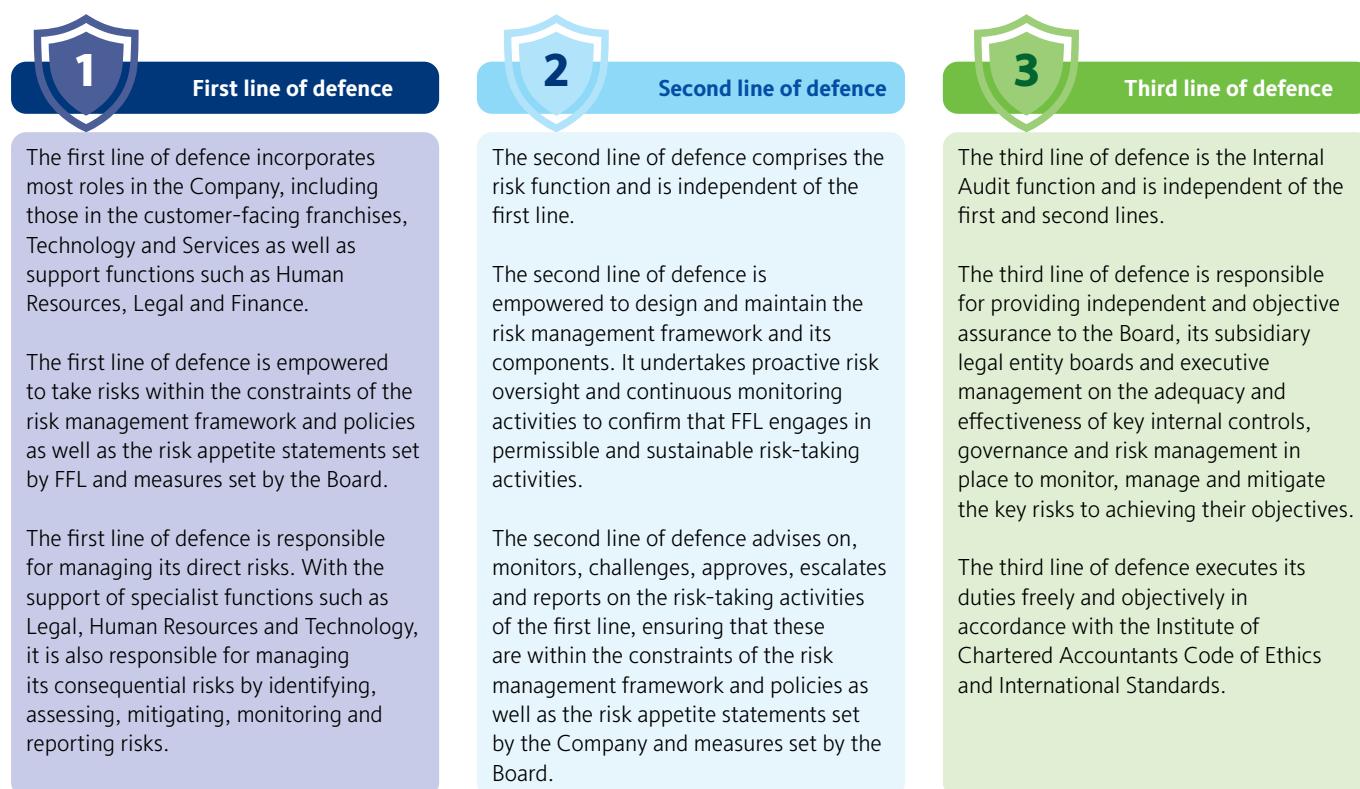 1
First line of defence
The first line of defence incorporates
most roles in the Company, including
those in the customer-facing franchises,
Technology and Services as well as
support functions such as Human
Resources, Legal and Finance.
The first line of defence is empowered
to take risks within the constraints of the
risk management framework and policies
as well as the risk appetite statements set
by FFL and measures set by the Board.
The first line of defence is responsible
for managing its direct risks. With the
support of specialist functions such as
Legal, Human Resources and Technology,
it is also responsible for managing
its consequential risks by identifying,
assessing, mitigating, monitoring and
reporting risks.
2
Second line of defence
The second line of defence comprises the
risk function and is independent of the
first line.
The second line of defence is
empowered to design and maintain the
risk management framework and its
components. It undertakes proactive risk
oversight and continuous monitoring
activities to confirm that FFL engages in
permissible and sustainable risk-taking
activities.
The second line of defence advises on,
monitors, challenges, approves, escalates
and reports on the risk-taking activities
of the first line, ensuring that these
are within the constraints of the risk
management framework and policies as
well as the risk appetite statements set
by the Company and measures set by the
Board.
3
Third line of defence
The third line of defence is the Internal
Audit function and is independent of the
first and second lines.
The third line of defence is responsible
for providing independent and objective
assurance to the Board, its subsidiary
legal entity boards and executive
management on the adequacy and
effectiveness of key internal controls,
governance and risk management in
place to monitor, manage and mitigate
the key risks to achieving their objectives.
The third line of defence executes its
duties freely and objectively in
accordance with the Institute of
Chartered Accountants Code of Ethics
and International Standards.